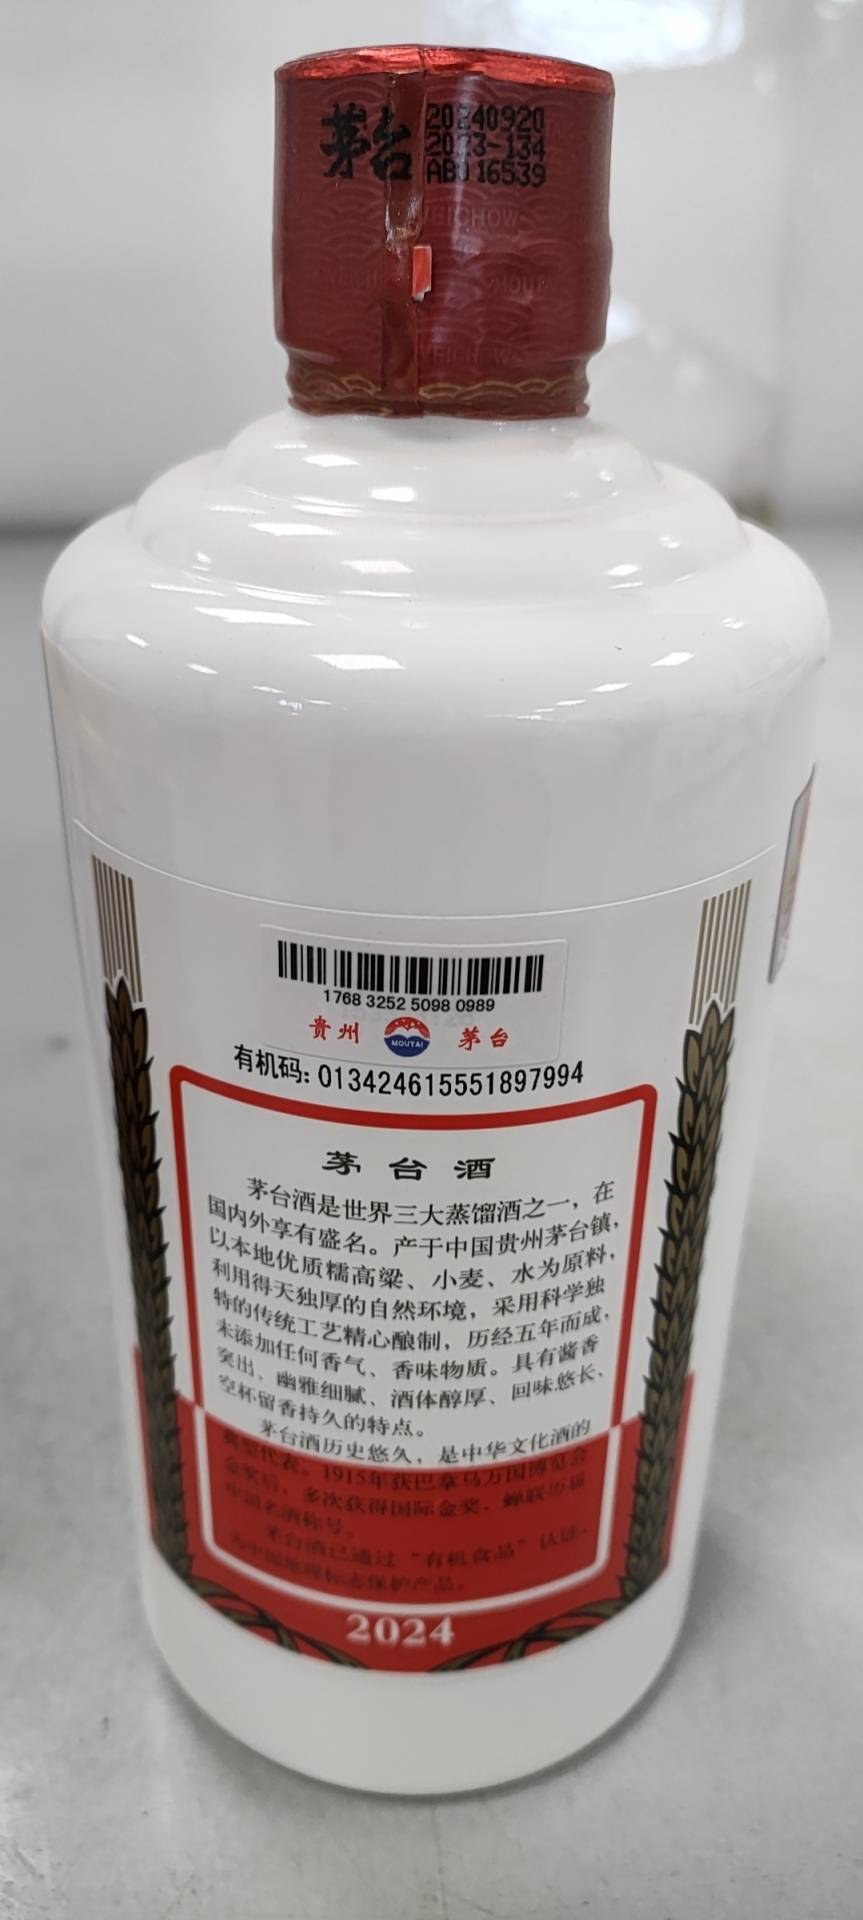 茅台
20240920
2023-134
AB016539
WEICHOW
MOUTAI
WEICHOW
1768 3252 5098 0989
贵州 MOUTAI 茅台
有机码: 013424615551897994
茅台酒
茅台酒是世界三大蒸馏酒之一，在
国内外享有盛名。产于中国贵州茅台镇，
以本地优质糯高粱、小麦、水为原料，
利用得天独厚的自然环境，采用科学独
特的传统工艺精心酿制，历经五年而成，
未添加任何香气、香味物质。具有酱香
突出、幽雅细腻、酒体醇厚、回味悠长、
空杯留香持久的特点。
茅台酒历史悠久，是中华文化酒的
典型代表。1915年获巴拿马万国博览会
金奖后，多次获得国际金奖，蝉联历届
中国名酒称号。
茅台酒已通过“有机食品”认证，
为中国地理标志保护产品。
2024